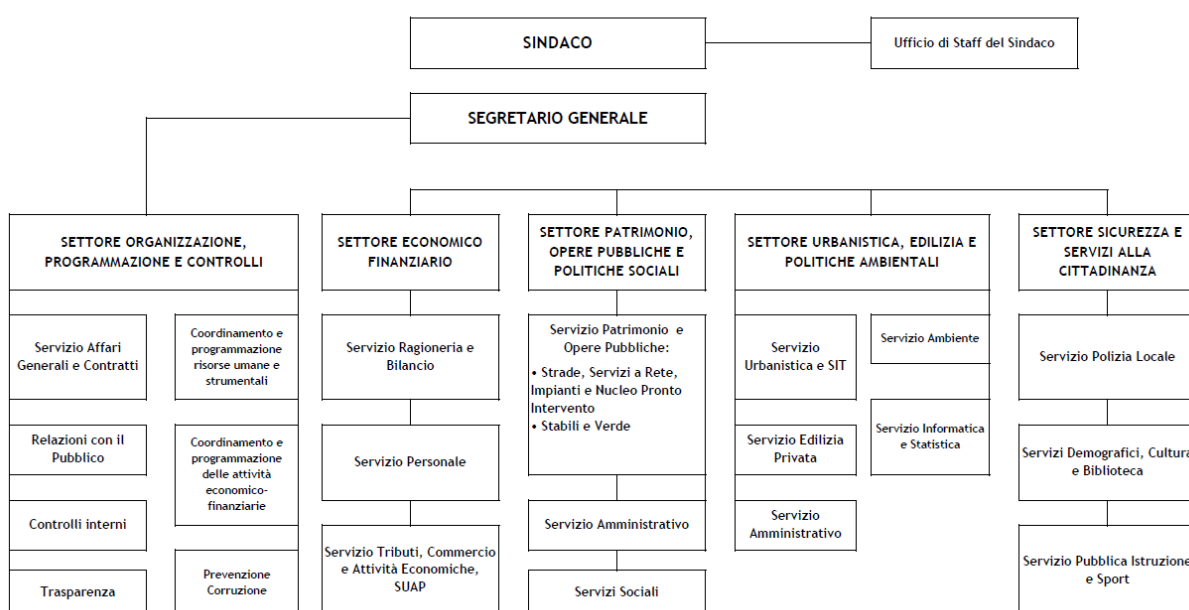 SINDACO
Ufficio di Staff del Sindaco
SEGRETARIO GENERALE
SETTORE ORGANIZZAZIONE,
PROGRAMMAZIONE E CONTROLLI
SETTORE ECONOMICO
FINANZIARIO
SETTORE PATRIMONIO,
OPERE PUBBLICHE E
POLITICHE SOCIALI
SETTORE URBANISTICA, EDILIZIA E
POLITICHE AMBIENTALI
SETTORE SICUREZZA E
SERVIZI ALLA
CITTADINANZA
Servizio Affari
Generali e Contratti
Relazioni con il
Pubblico
Controlli interni
Trasparenza
Coordinamento e
programmazione
risorse umane e
strumentali
Coordinamento e
programmazione
delle attività
economico-
finanziarie
Prevenzione
Corruzione
Servizio Ragioneria e
Bilancio
Servizio Personale
Servizio Tributi, Commercio
e Attività Economiche,
SUAP
Servizio Patrimonio e
Opere Pubbliche:
• Strade, Servizi a Rete,
Impianti e Nucleo Pronto
Intervento
• Stabili e Verde
Servizio Amministrativo
Servizi Sociali
Servizio
Urbanistica e SIT
Servizio Edilizia
Privata
Servizio
Amministrativo
Servizio Ambiente
Servizio Informatica
e Statistica
Servizio Polizia Locale
Servizi Demografici, Cultura
e Biblioteca
Servizio Pubblica Istruzione
e Sport